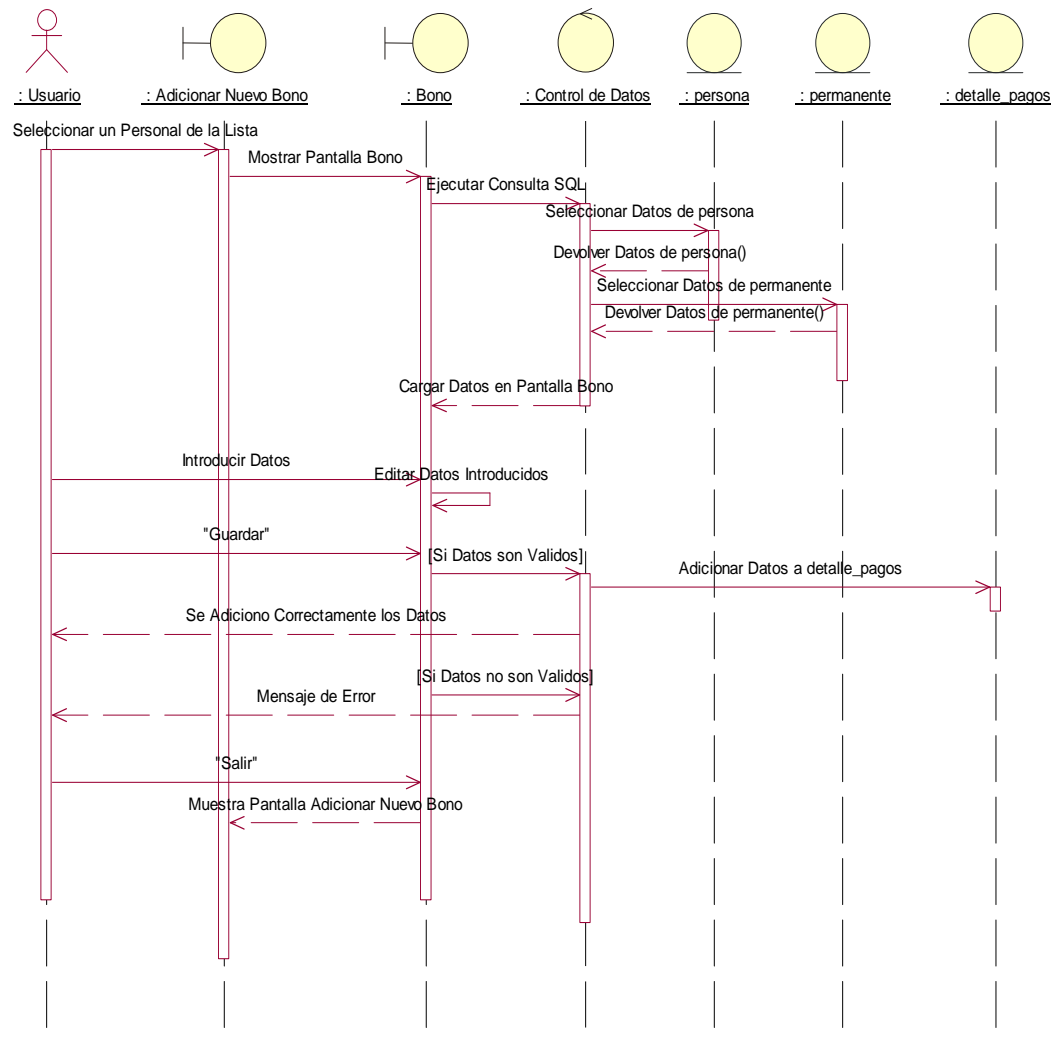 : Usuario
: Adicionar Nuevo Bono
: Bono
: Control de Datos
: persona
: permanente
: detalle_pagos
Seleccionar un Personal de la Lista
Mostrar Pantalla Bono
Ejecutar Consulta SQL
Seleccionar Datos de persona
Devolver Datos de persona()
Seleccionar Datos de permanente
Devolver Datos de permanente()
Cargar Datos en Pantalla Bono
Introducir Datos
Editar Datos Introducidos
"Guardar"
[Si Datos son Validos]
Adicionar Datos a detalle_pagos
Se Adiciono Correctamente los Datos
[Si Datos no son Validos]
Mensaje de Error
"Salir"
Muestra Pantalla Adicionar Nuevo Bono